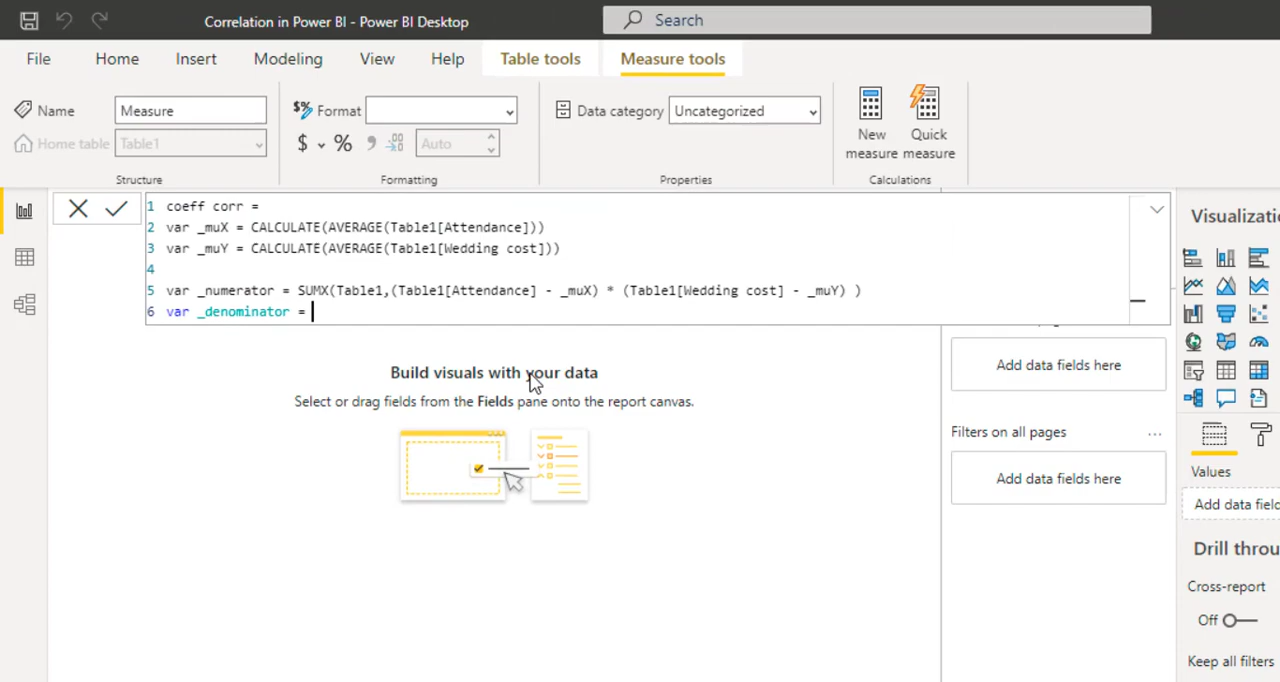 Correlation in Power BI - Power BI Desktop
Search
File Home Insert Modeling View Help Table tools Measure tools
Name Measure
Home table Table1
Structure
Format
$ % Auto
Formatting
Data category Uncategorized
Properties
New measure
Quick measure
Calculations
1 coeff corr =
2 var _muX = CALCULATE(AVERAGE(Table1[Attendance]))
3 var _muY = CALCULATE(AVERAGE(Table1[Wedding cost]))
4
5 var _numerator = SUMX(Table1,(Table1[Attendance] - _muX) * (Table1[Wedding cost] - _muY) )
6 var _denominator =
Build visuals with your data
Select or drag fields from the Fields pane onto the report canvas.
Add data fields here
Filters on all pages ...
Add data fields here
Visualizatio
Values
Add data field
Drill throu
Cross-report
Off
Keep all filters